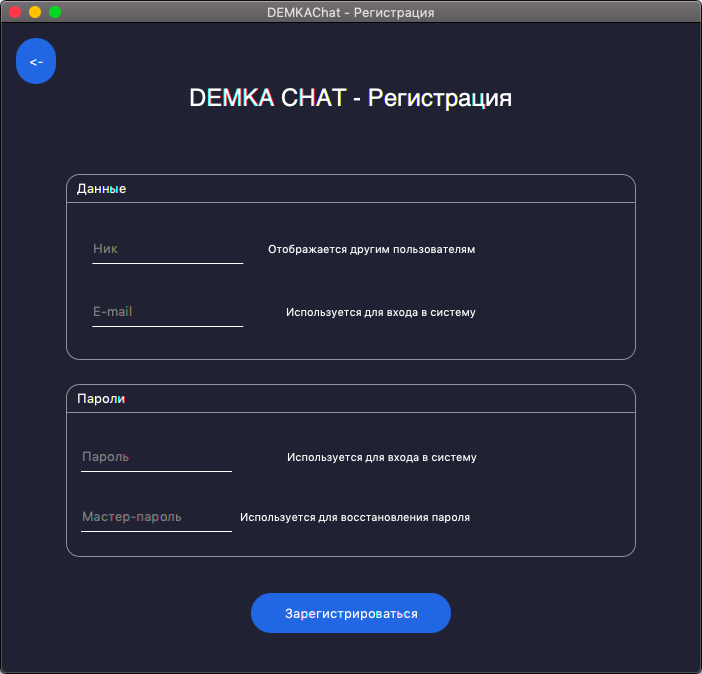 DEMKAChat - Регистрация
<-
DEMKA CHAT - Регистрация
Данные
Ник
Отображается другим пользователям
E-mail
Используется для входа в систему
Пароли
Пароль
Используется для входа в систему
Мастер-пароль
Используется для восстановления пароля
Зарегистрироваться